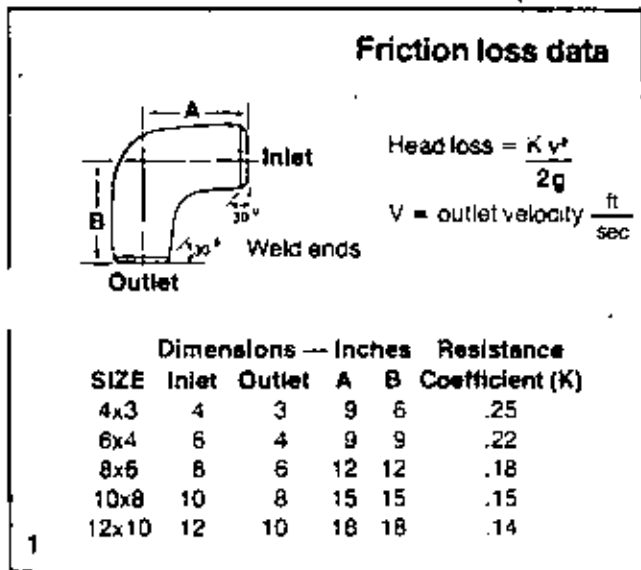 Friction loss data
A
Inlet
Head loss = K v²
2g
V = outlet velocity ft
sec
B
30°
30°
Weld ends
Outlet
Dimensions — Inches Resistance
SIZE Inlet Outlet A B Coefficient (K)
4x3 4 3 9 6 .25
6x4 6 4 9 9 .22
8x6 8 6 12 12 .18
10x8 10 8 15 15 .15
12x10 12 10 18 18 .14
1